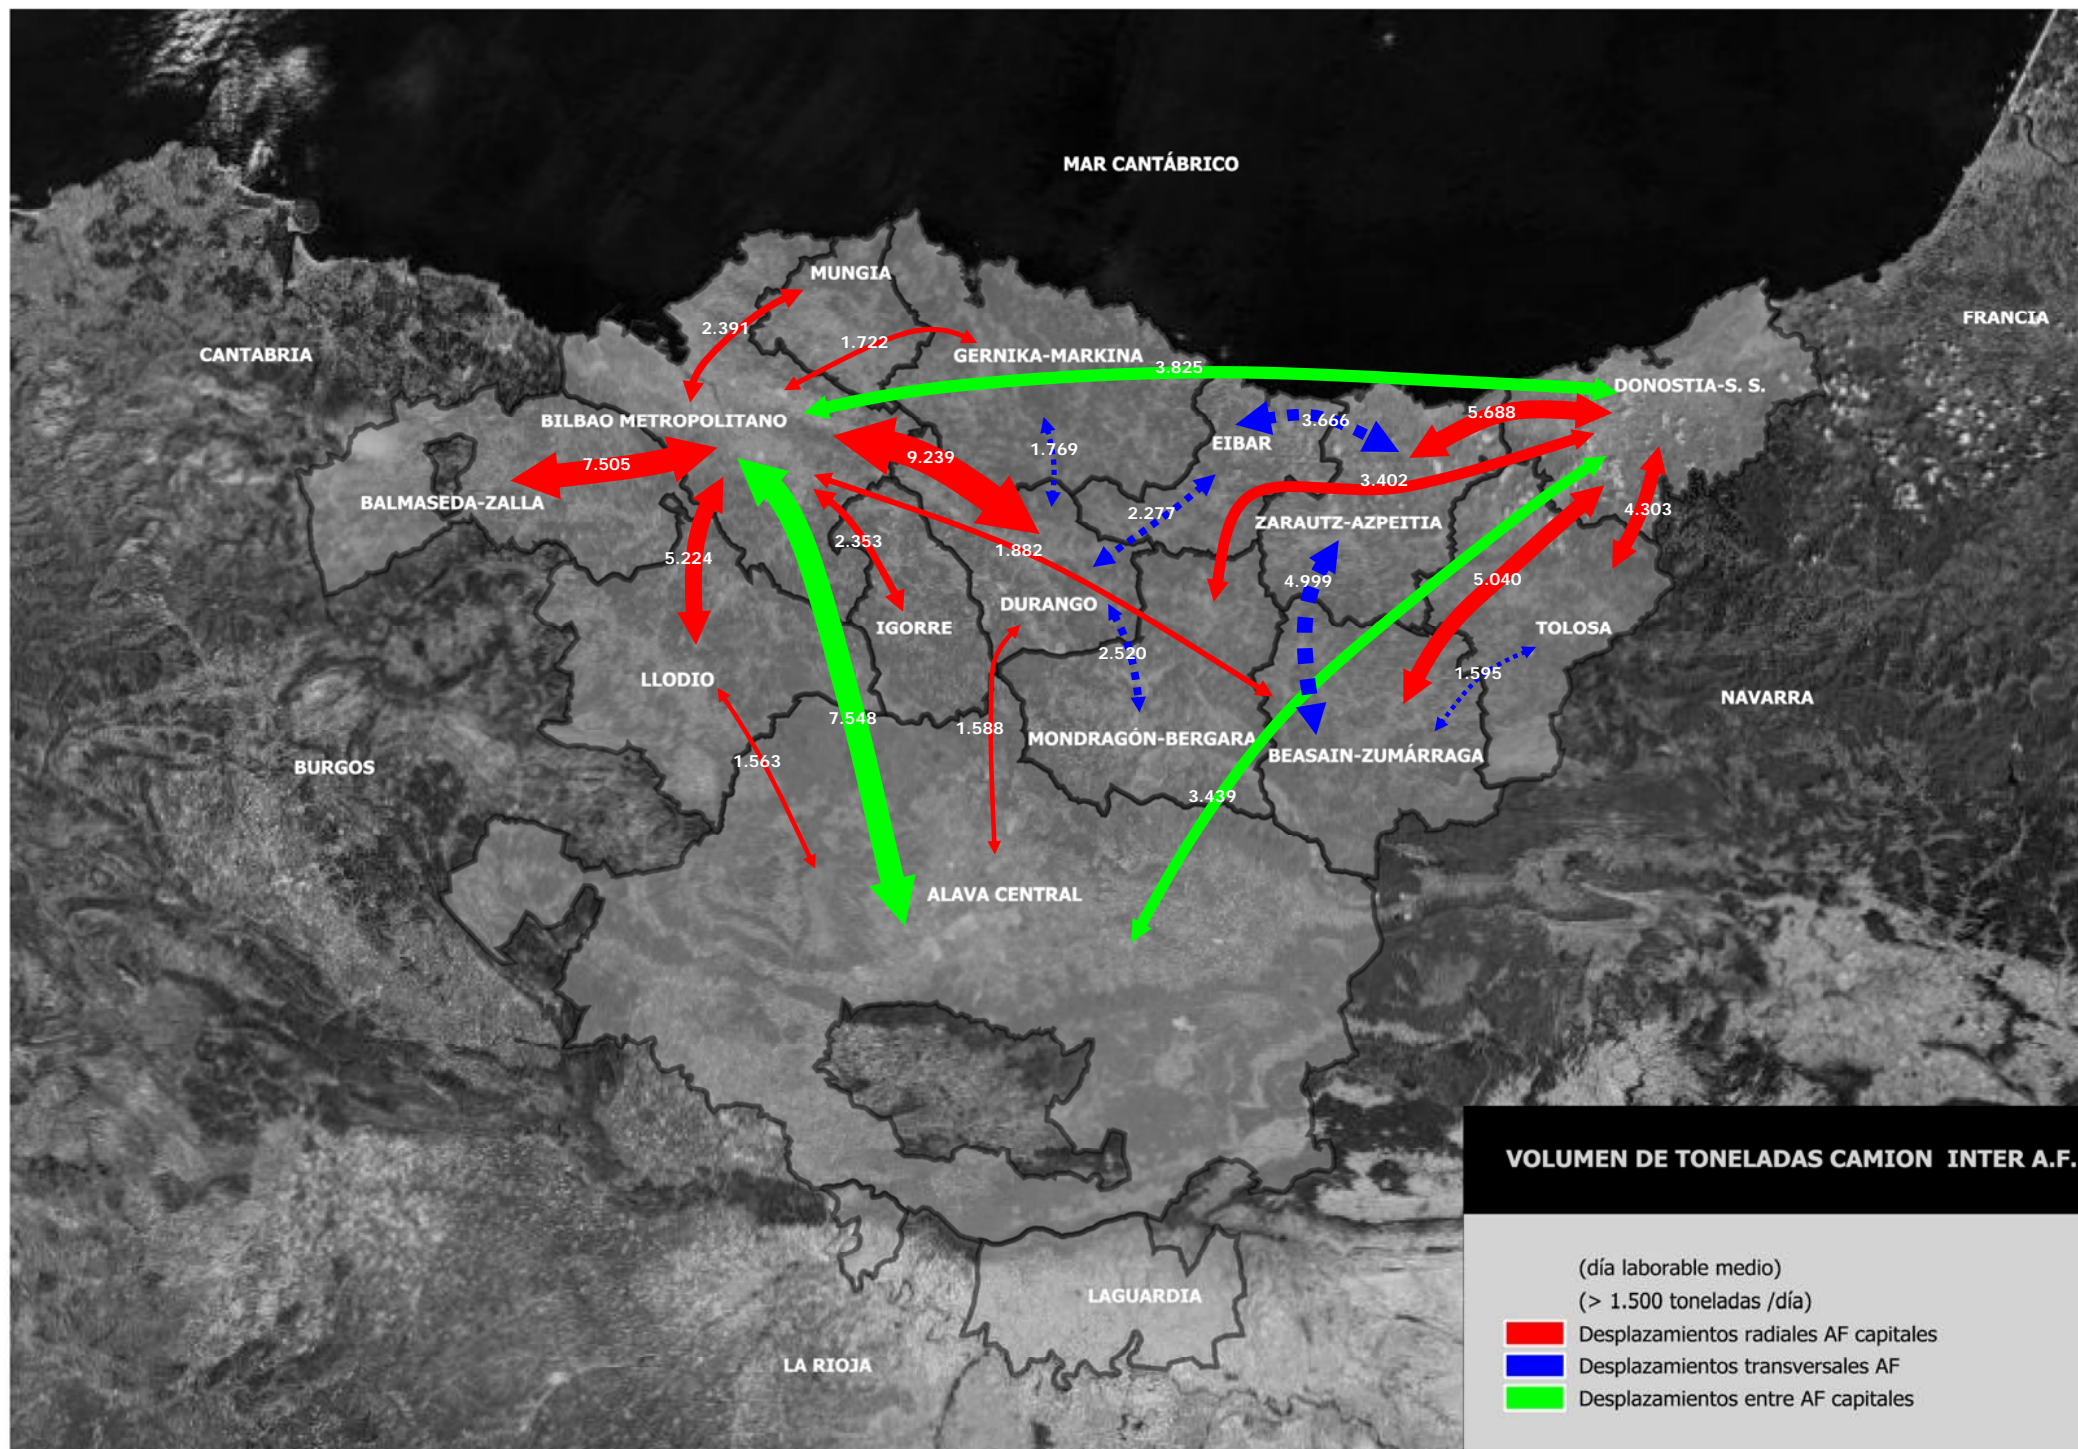 MAR CANTÁBRICO
MUNGIA
FRANCIA
2.391
1.722
CANTABRIA
GERNIKA-MARKINA
3.825
DONOSTIA-S. S.
BILBAO METROPOLITANO
5.688
3.666
EIBAR
1.769
9.239
7.505
3.402
BALMASEDA-ZALLA
4.303
2.277
ZARAUTZ-AZPEITIA
2.353
1.882
5.224
5.040
4.999
DURANGO
IGORRE
TOLOSA
2.520
1.595
LLODIO
NAVARRA
7.548
1.588
MONDRAGÓN-BERGARA
BEASAIN-ZUMÁRRAGA
1.563
BURGOS
3.439
ALAVA CENTRAL
VOLUMEN DE TONELADAS CAMION INTER A.F.
(día laborable medio)
(> 1.500 toneladas /día)
Desplazamientos radiales AF capitales
Desplazamientos transversales AF
Desplazamientos entre AF capitales
LAGUARDIA
LA RIOJA